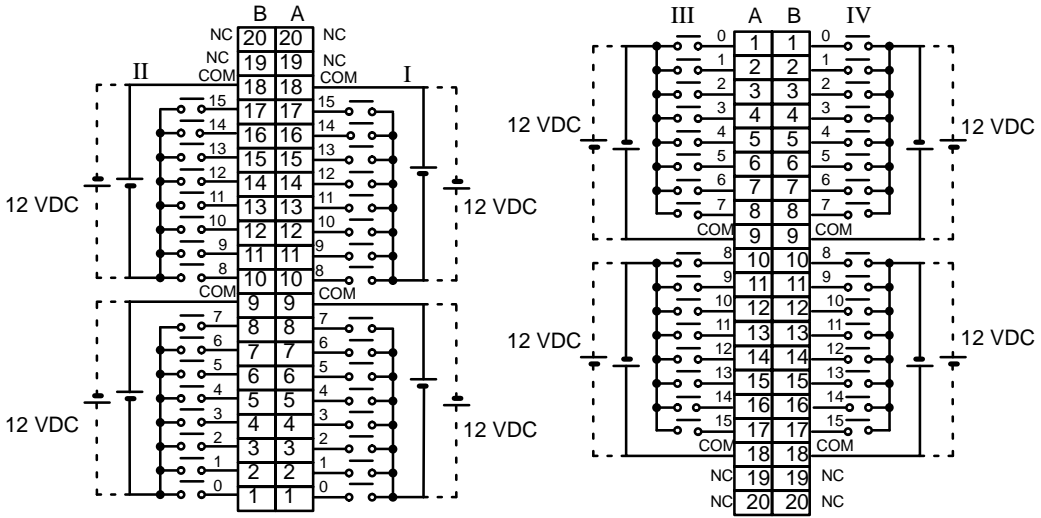 B A
NC 20 20 NC
NC 19 19 NC
II COM 18 18 COM I
15 17 17 15
14 16 16 14
13 15 15 13
12 14 14 12
12 VDC 11 13 13 11 12 VDC
10 12 12 10
9 11 11 9
8 10 10 8
COM 9 9 COM
7 8 8 7
6 7 7 6
5 6 6 5
4 5 5 4
12 VDC 3 4 4 3 12 VDC
2 3 3 2
1 2 2 1
0 1 1 0
III A B IV
0 1 1 0
1 2 2 1
2 3 3 2
12 VDC 3 4 4 3 12 VDC
4 5 5 4
5 6 6 5
6 7 7 6
7 8 8 7
COM 9 9 COM
8 10 10 8
9 11 11 9
10 12 12 10
12 VDC 11 13 13 11 12 VDC
12 14 14 12
13 15 15 13
14 16 16 14
15 17 17 15
COM 18 18 COM
NC 19 19 NC
NC 20 20 NC